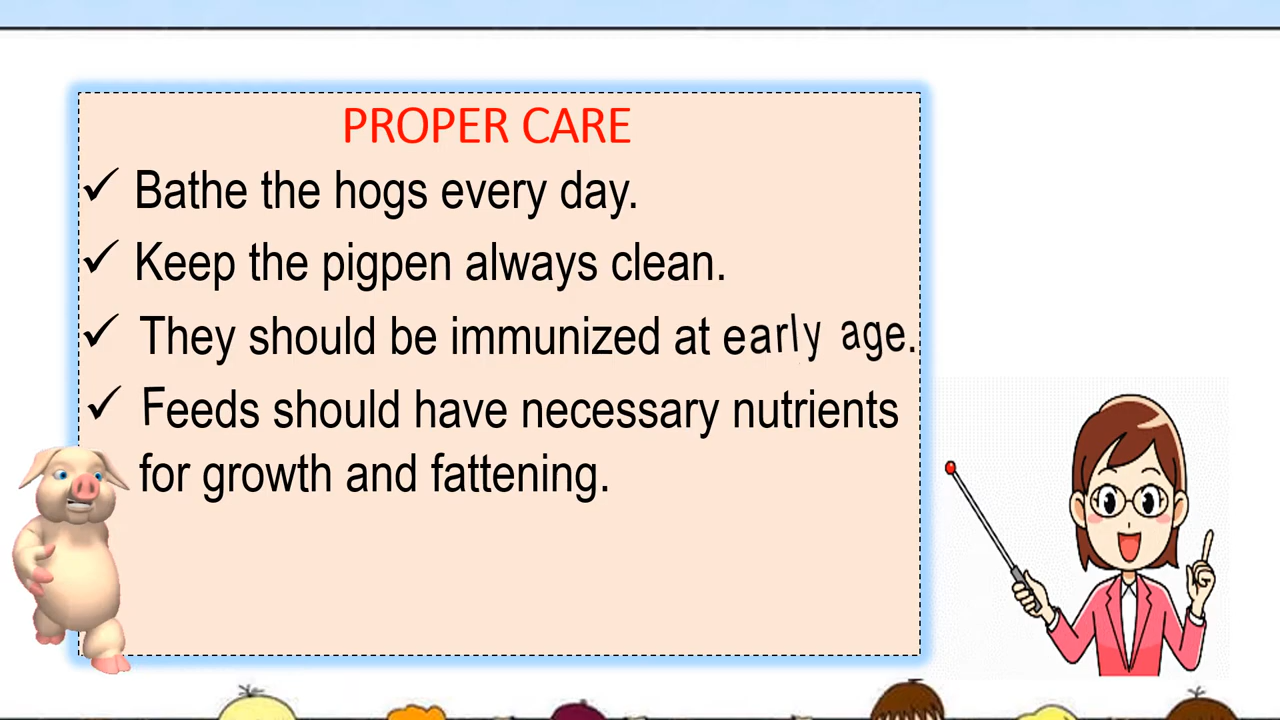 PROPER CARE
✓ Bathe the hogs every day.
✓ Keep the pigpen always clean.
✓ They should be immunized at early age.
✓ Feeds should have necessary nutrients
for growth and fattening.